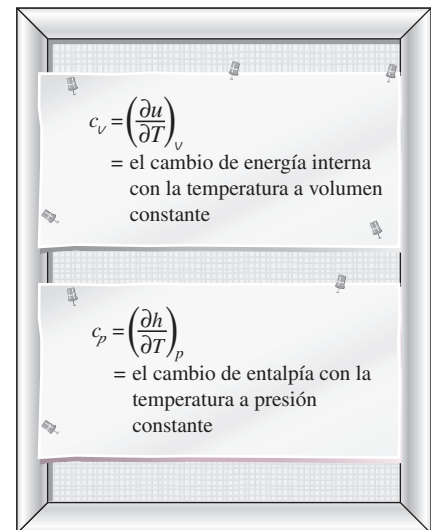 c_v = (∂u/∂T)_v
= el cambio de energía interna
con la temperatura a volumen
constante
c_p = (∂h/∂T)_p
= el cambio de entalpía con la
temperatura a presión
constante